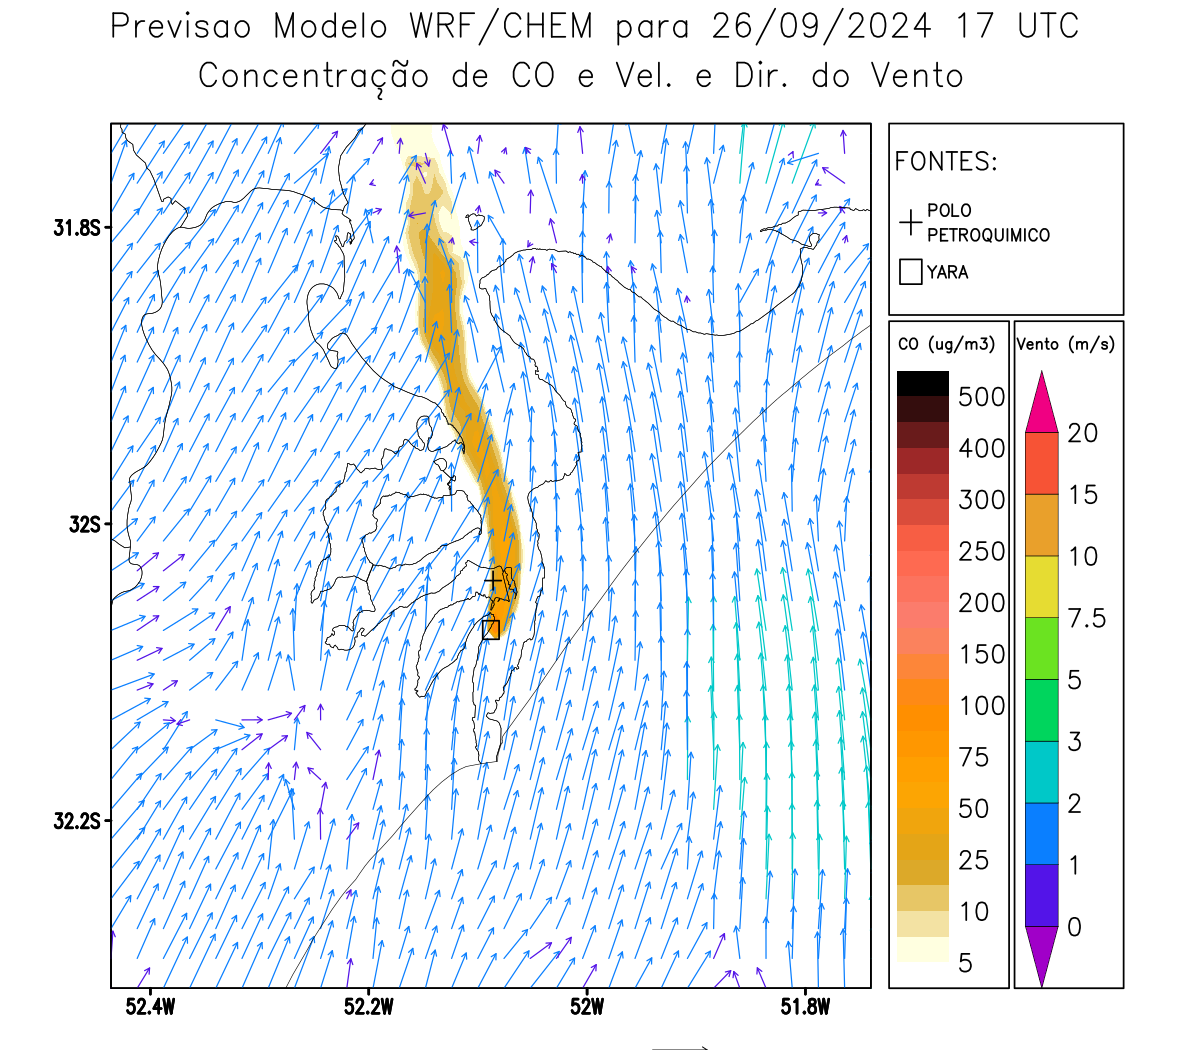 Previsao Modelo WRF/CHEM para 26/09/2024 17 UTC
Concentração de CO e Vel. e Dir. do Vento
FONTES:
POLO
PETROQUIMICO
YARA
31.8S
32S
32.2S
52.4W
52.2W
52W
51.8W
CO (ug/m3)
500
400
300
250
200
150
100
75
50
25
10
5
Vento (m/s)
20
15
10
7.5
5
3
2
1
0